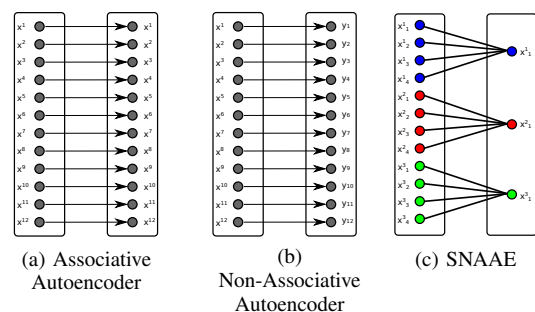 x¹ x¹ x¹ y₁ x¹₁
x² x² x² y₂ x¹₂
x³ x³ x³ y₃ x¹₃ x¹₁
x⁴ x⁴ x⁴ y₄ x¹₄
x⁵ x⁵ x⁵ y₅ x²₁
x⁶ x⁶ x⁶ y₆ x²₂
x⁷ x⁷ x⁷ y₇ x²₃ x²₁
x⁸ x⁸ x⁸ y₈ x²₄
x⁹ x⁹ x⁹ y₉ x³₁
x¹⁰ x¹⁰ x¹⁰ y₁₀ x³₂
x¹¹ x¹¹ x¹¹ y₁₁ x³₃ x³₁
x¹² x¹² x¹² y₁₂ x³₄
(a) Associative
Autoencoder
(b)
Non-Associative
Autoencoder
(c) SNAAE